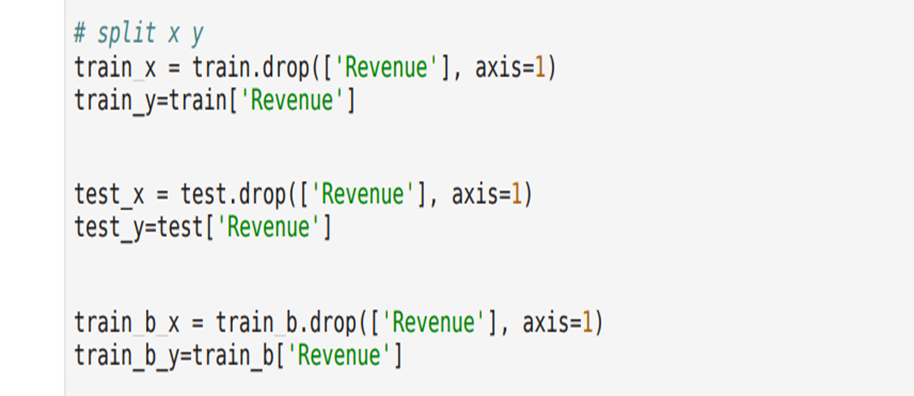 # split x y
train_x = train.drop(['Revenue'], axis=1)
train_y=train['Revenue']
test_x = test.drop(['Revenue'], axis=1)
test_y=test['Revenue']
train_b_x = train_b.drop(['Revenue'], axis=1)
train_b_y=train_b['Revenue']